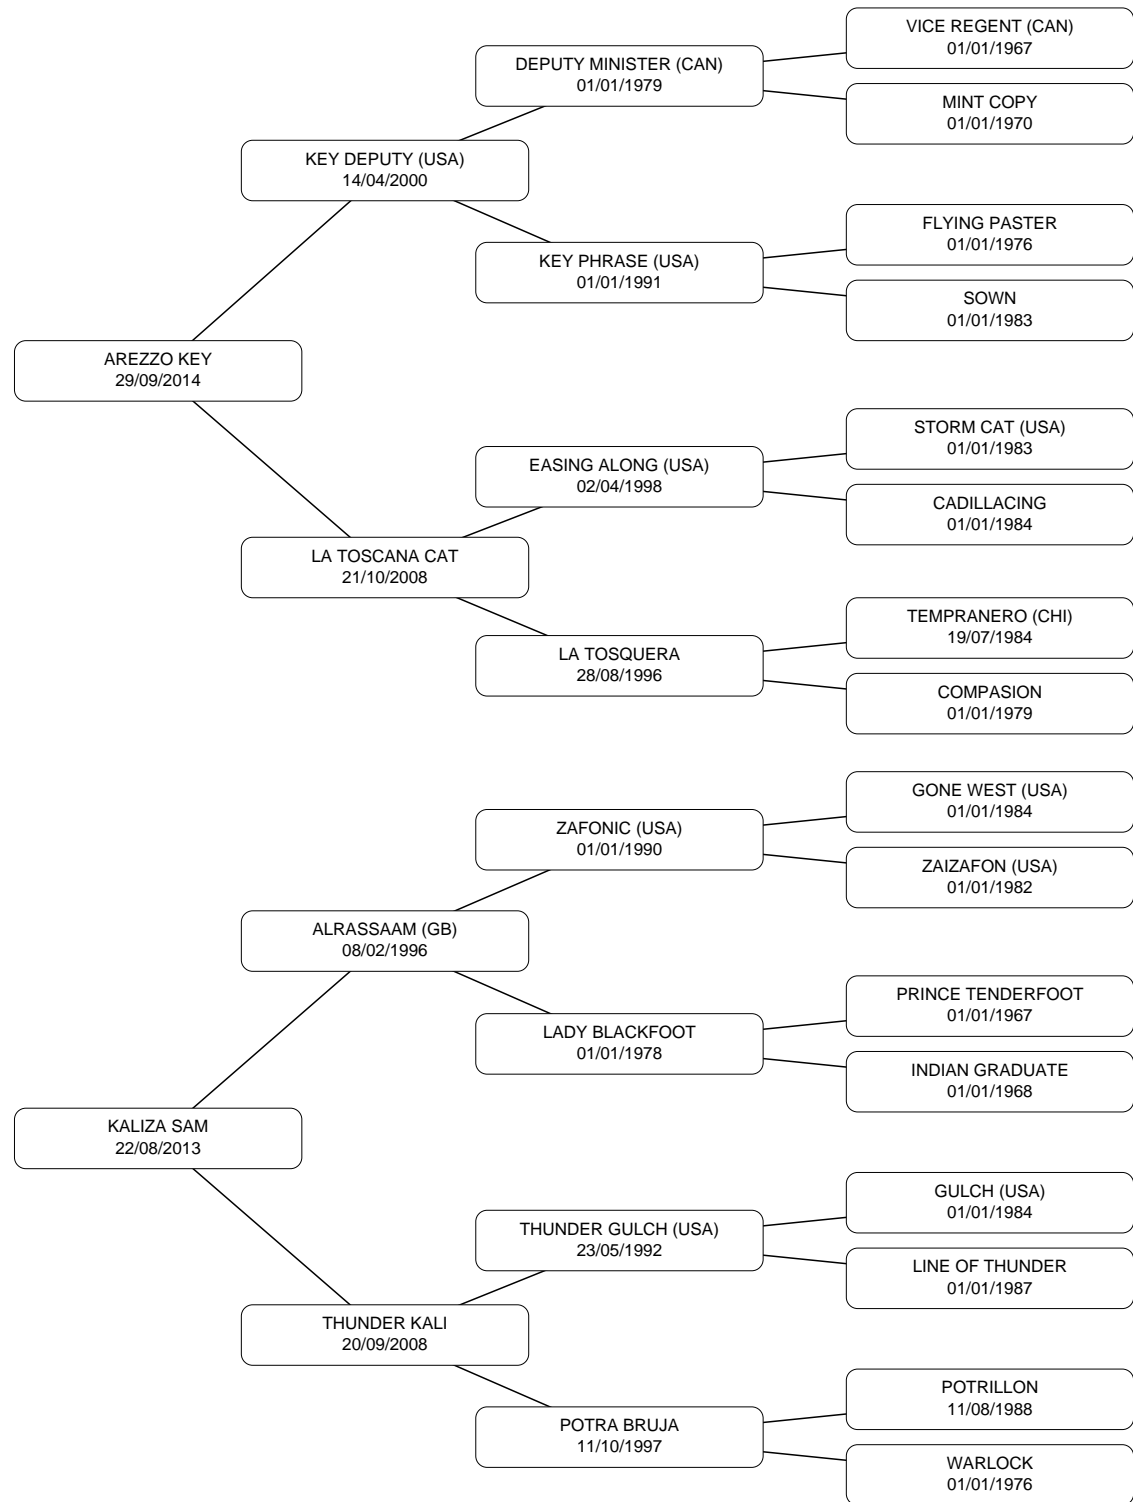 VICE REGENT (CAN)
01/01/1967
DEPUTY MINISTER (CAN)
01/01/1979
MINT COPY
01/01/1970
KEY DEPUTY (USA)
14/04/2000
FLYING PASTER
01/01/1976
KEY PHRASE (USA)
01/01/1991
SOWN
01/01/1983
AREZZO KEY
29/09/2014
STORM CAT (USA)
01/01/1983
EASING ALONG (USA)
02/04/1998
CADILLACING
01/01/1984
LA TOSCANA CAT
21/10/2008
TEMPRANERO (CHI)
19/07/1984
LA TOSQUERA
28/08/1996
COMPASION
01/01/1979
GONE WEST (USA)
01/01/1984
ZAFONIC (USA)
01/01/1990
ZAIZAFON (USA)
01/01/1982
ALRASSAAM (GB)
08/02/1996
PRINCE TENDERFOOT
01/01/1967
LADY BLACKFOOT
01/01/1978
INDIAN GRADUATE
01/01/1968
KALIZA SAM
22/08/2013
GULCH (USA)
01/01/1984
THUNDER GULCH (USA)
23/05/1992
LINE OF THUNDER
01/01/1987
THUNDER KALI
20/09/2008
POTRILLON
11/08/1988
POTRA BRUJA
11/10/1997
WARLOCK
01/01/1976